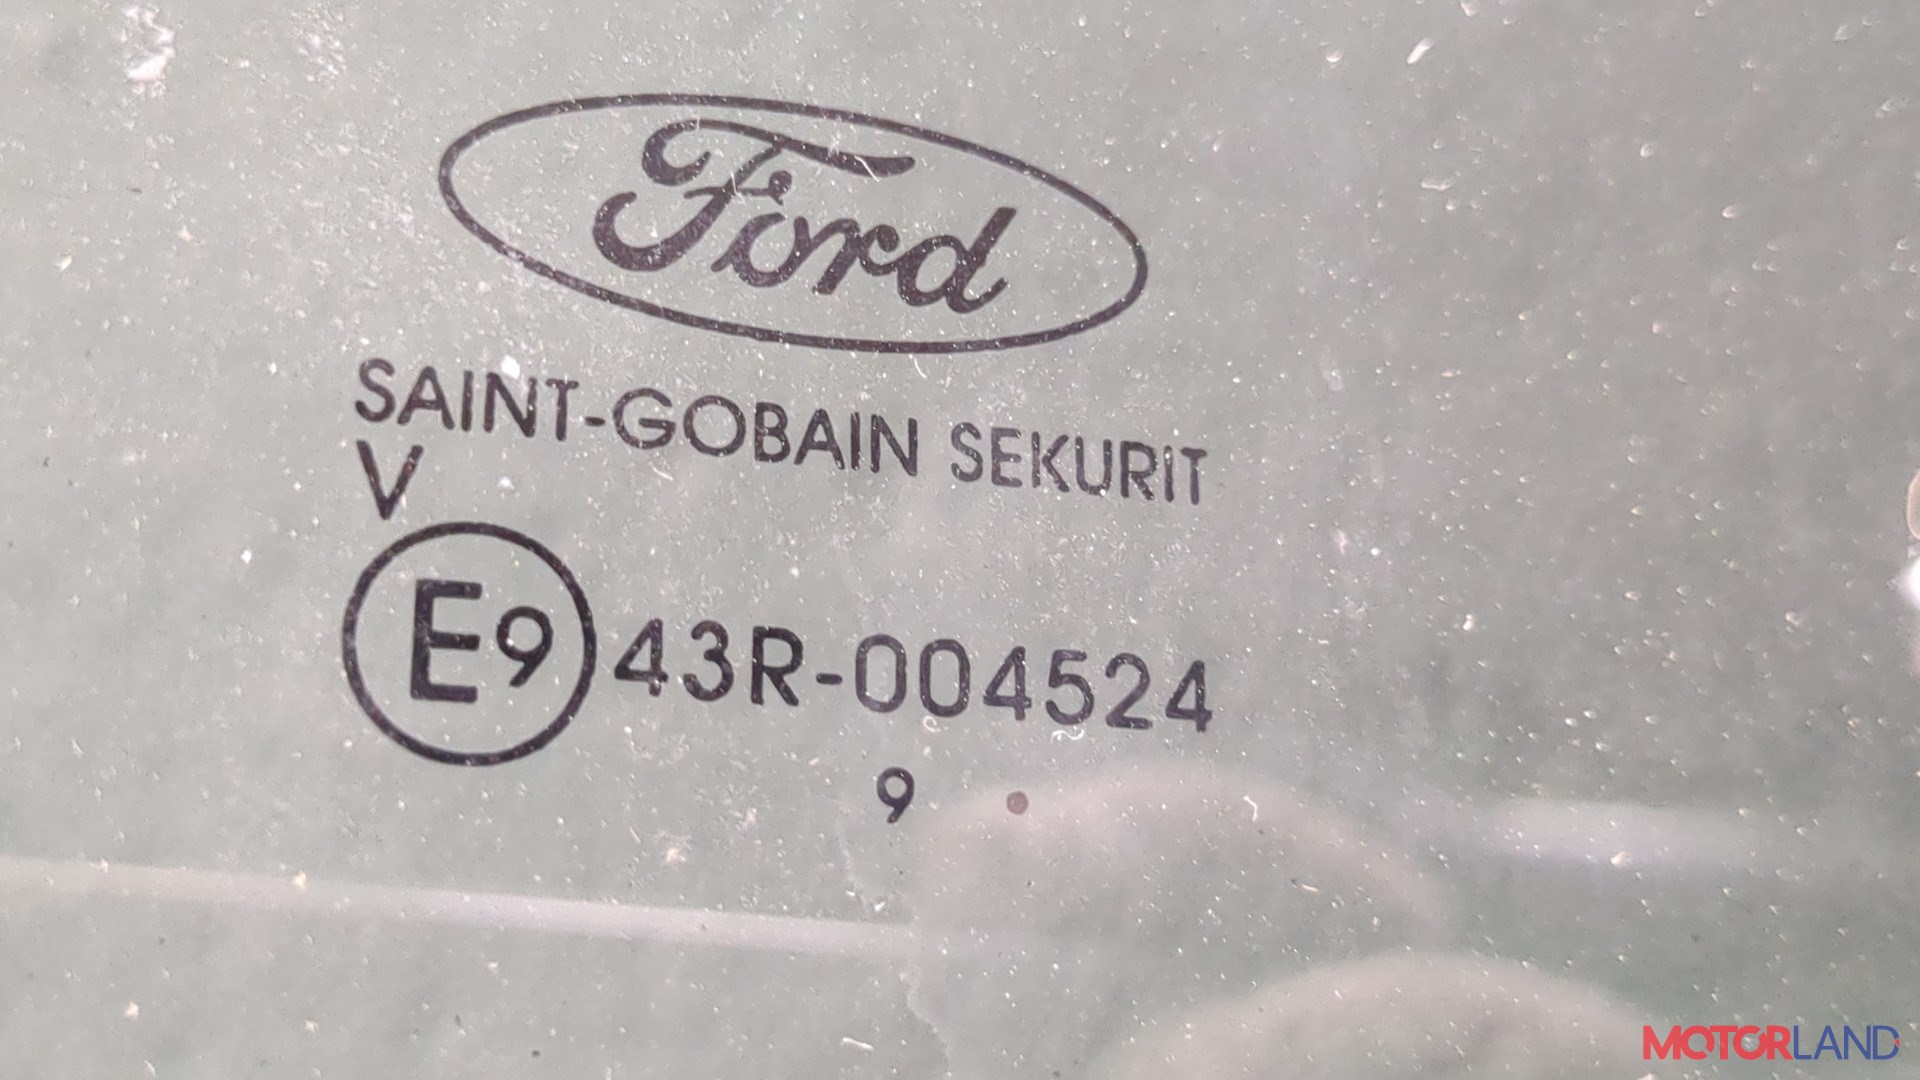 Ford
SAINT-GOBAIN SEKURIT
V
E9 43R-004524
9
MOTORLAND